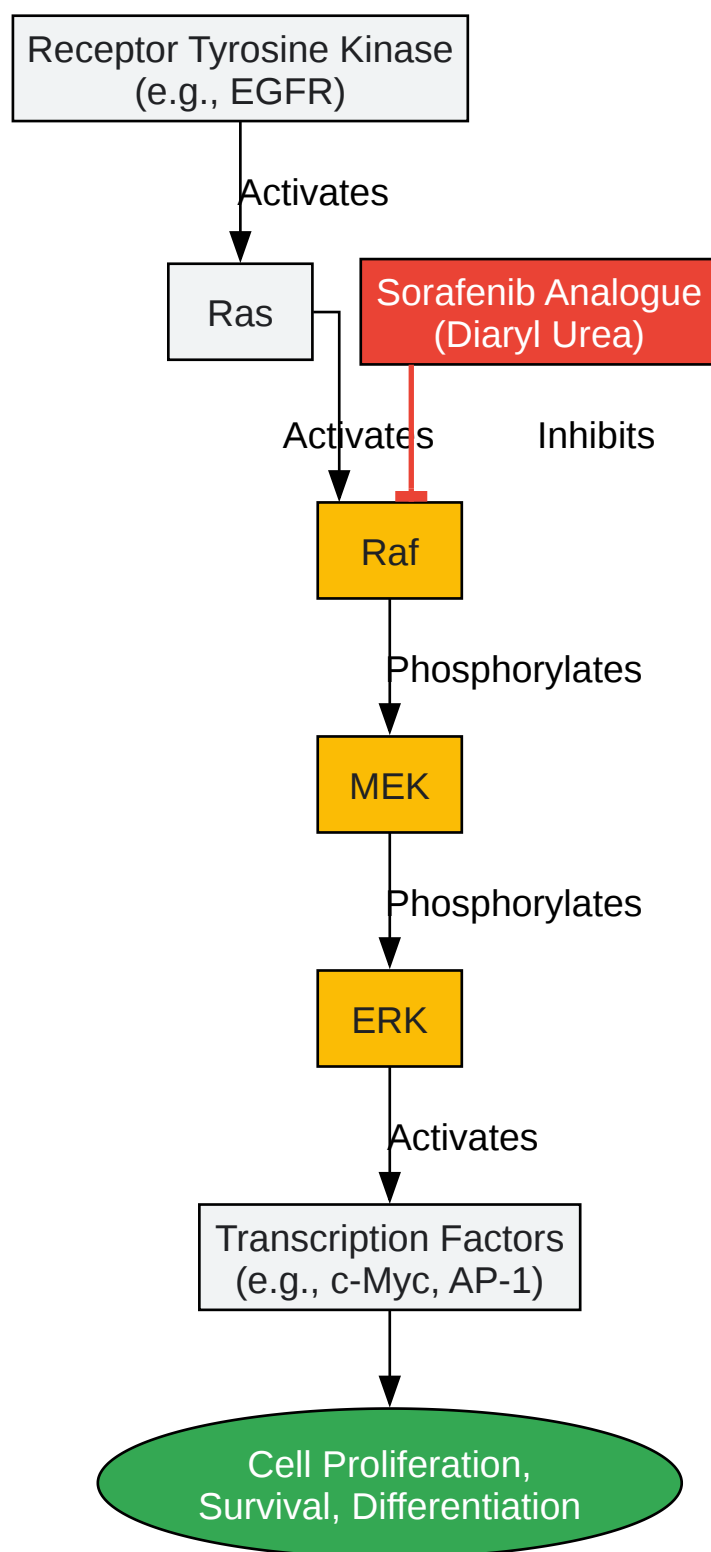 Receptor Tyrosine Kinase
(e.g., EGFR)
Activates
Ras
Sorafenib Analogue
(Diaryl Urea)
Activates
Inhibits
Raf
Phosphorylates
MEK
Phosphorylates
ERK
Activates
Transcription Factors
(e.g., c-Myc, AP-1)
Cell Proliferation,
Survival, Differentiation